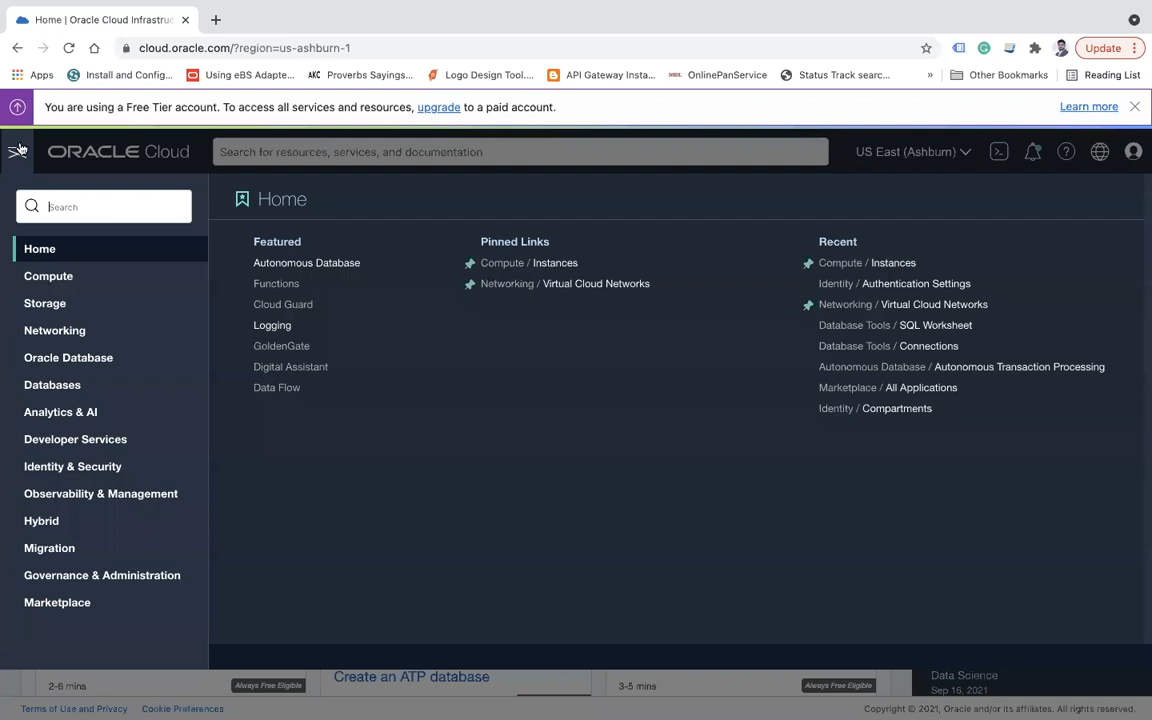 Home | Oracle Cloud Infrastruc
cloud.oracle.com/?region=us-ashburn-1
Update
Apps
Install and Config...
Using eBS Adapte...
AKC Proverbs Sayings...
Logo Design Tool....
API Gateway Insta...
OnlinePanService
Status Track searc...
»
Other Bookmarks
Reading List
You are using a Free Tier account. To access all services and resources, upgrade to a paid account.
Learn more
ORACLE Cloud
Search for resources, services, and documentation
US East (Ashburn)
Search
Home
Compute
Storage
Networking
Oracle Database
Databases
Analytics & AI
Developer Services
Identity & Security
Observability & Management
Hybrid
Migration
Governance & Administration
Marketplace
Home
Featured
Autonomous Database
Functions
Cloud Guard
Logging
GoldenGate
Digital Assistant
Data Flow
Pinned Links
Compute / Instances
Networking / Virtual Cloud Networks
Recent
Compute / Instances
Identity / Authentication Settings
Networking / Virtual Cloud Networks
Database Tools / SQL Worksheet
Database Tools / Connections
Autonomous Database / Autonomous Transaction Processing
Marketplace / All Applications
Identity / Compartments
2-6 mins
Always Free Eligible
Create an ATP database
3-5 mins
Always Free Eligible
Data Science
Sep 16, 2021
Terms of Use and Privacy
Cookie Preferences
Copyright © 2021, Oracle and/or its affiliates. All rights reserved.